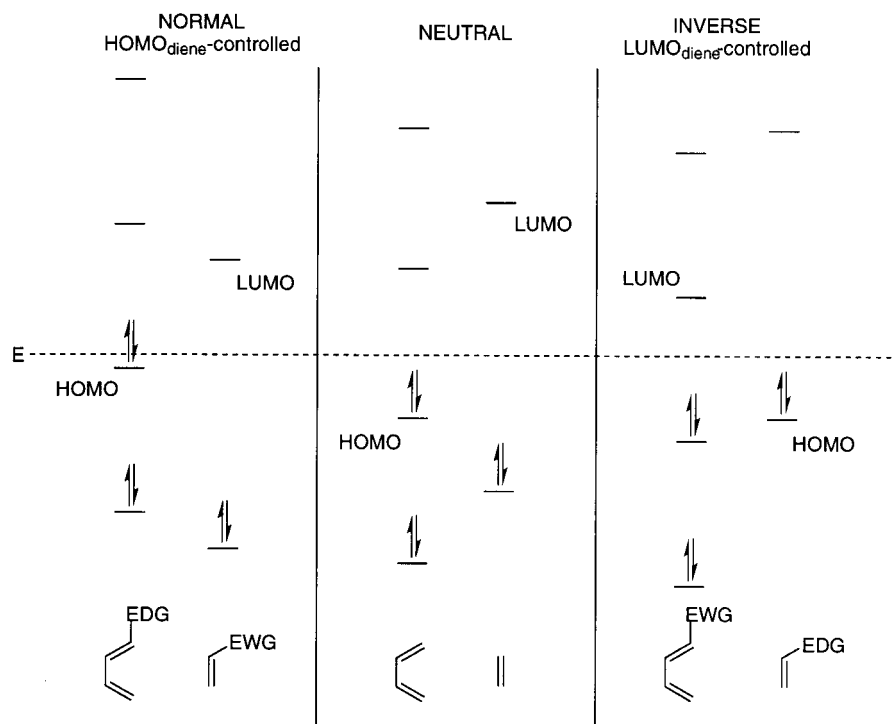 NORMAL
HOMOdiene-controlled
NEUTRAL
INVERSE
LUMOdiene-controlled
LUMO
LUMO
LUMO
E
HOMO
HOMO
HOMO
EDG
EWG
EWG
EDG